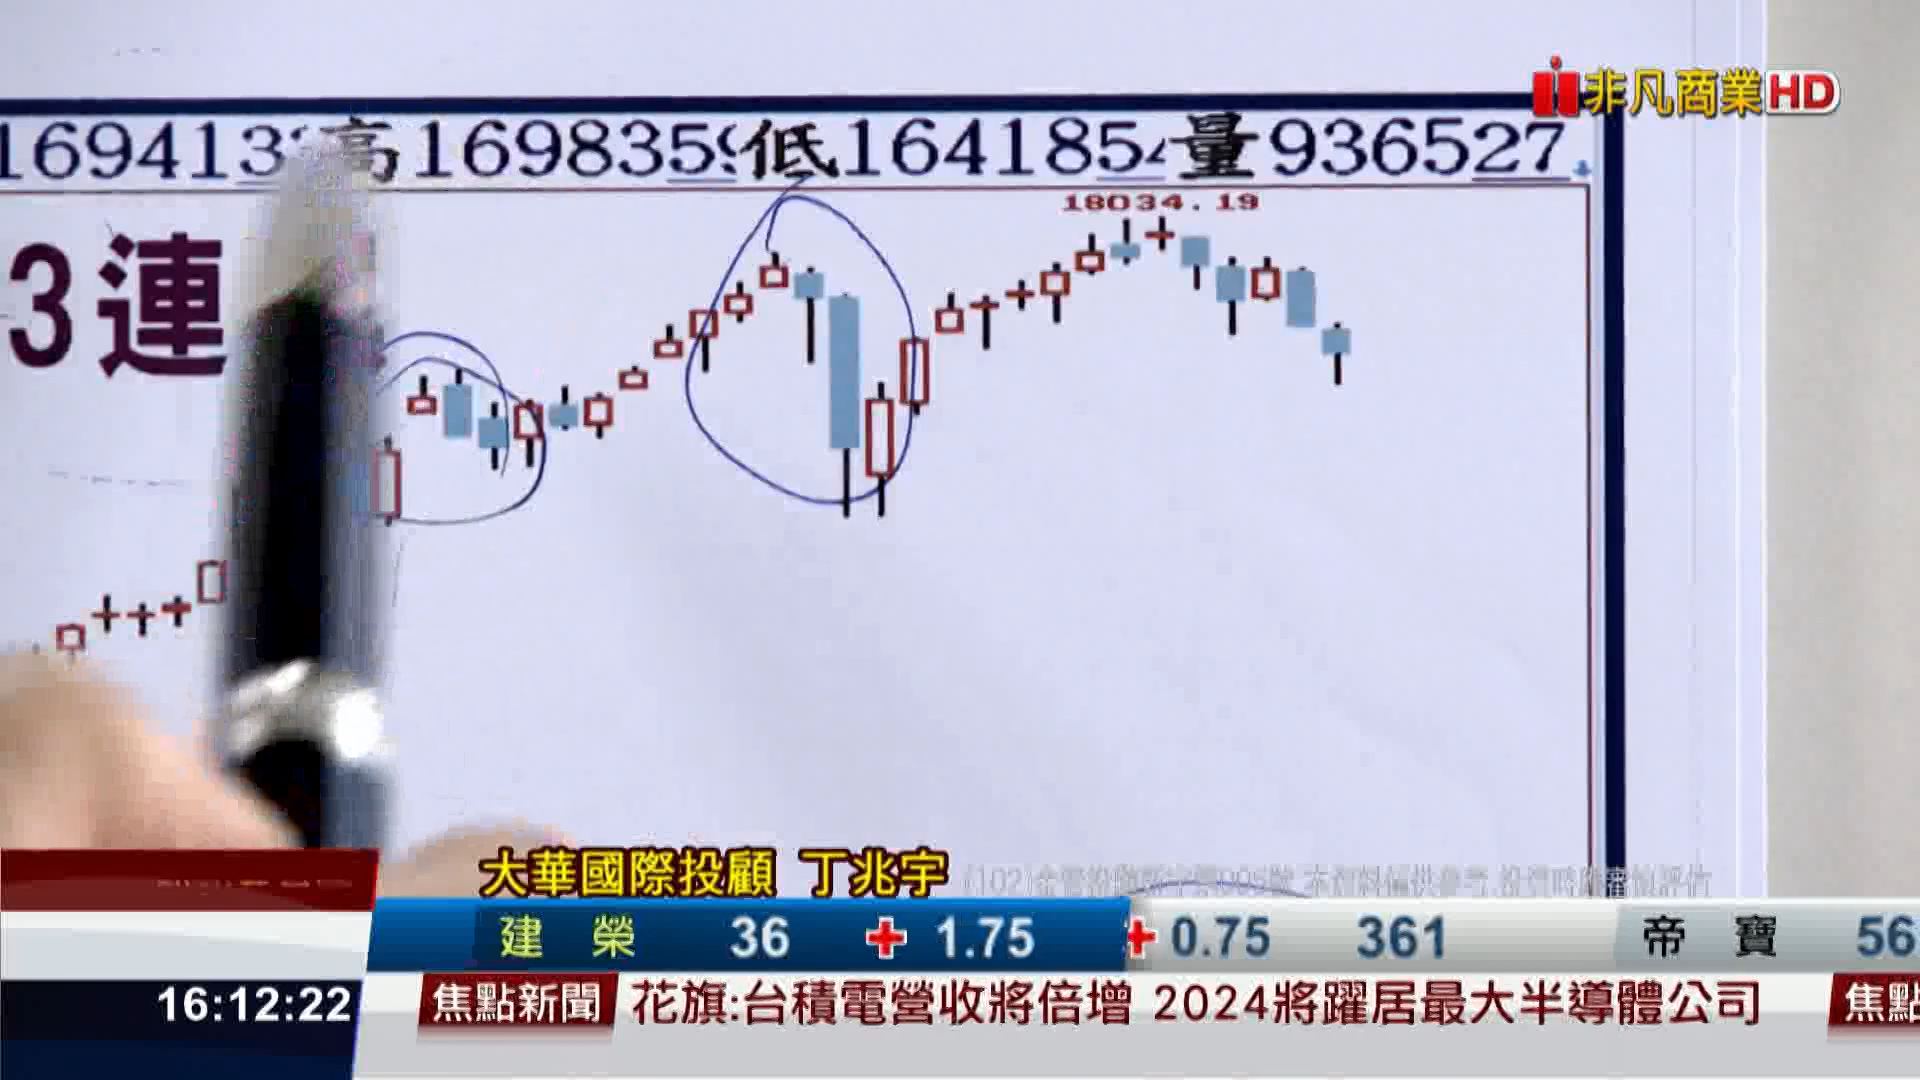 非凡商業HD
169413 高1698359 低164185 量936527
18034.19
3連
大華國際投顧 丁兆宇
建榮 36 + 1.75 + 0.75 361 帝寶 56
16:12:22 焦點新聞 花旗:台積電營收將倍增 2024將躍居最大半導體公司 焦點